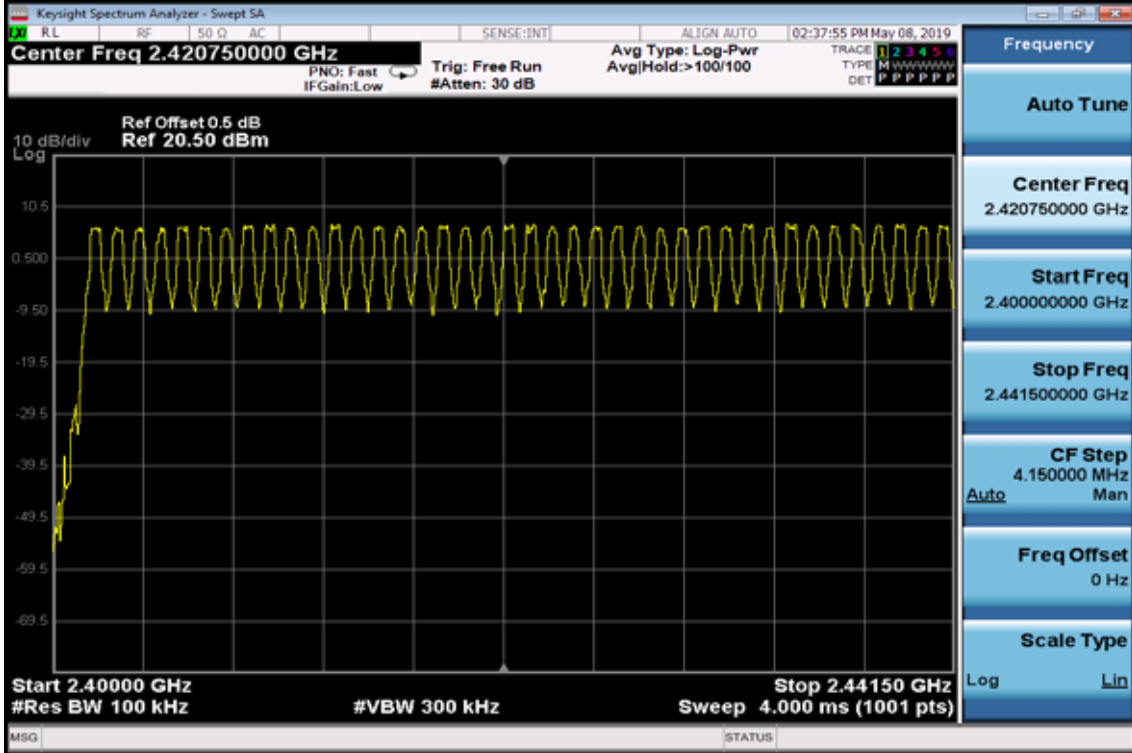 Keysight Spectrum Analyzer - Swept SA
LXI RL RF 50 Ω AC SENSE:INT ALIGN AUTO 02:37:55 PM May 08, 2019
Center Freq 2.420750000 GHz
PNO: Fast
IFGain:Low
Trig: Free Run
#Atten: 30 dB
Avg Type: Log-Pwr
Avg|Hold:>100/100
TRACE 1 2 3 4 5 6
TYPE M W W W W W
DET P P P P P P
Ref Offset 0.5 dB
10 dB/div Ref 20.50 dBm
Log
10.5
0.500
-9.50
-19.5
-29.5
-39.5
-49.5
-59.5
-69.5
Start 2.40000 GHz Stop 2.44150 GHz
#Res BW 100 kHz #VBW 300 kHz Sweep 4.000 ms (1001 pts)
MSG STATUS
Frequency
Auto Tune
Center Freq
2.420750000 GHz
Start Freq
2.400000000 GHz
Stop Freq
2.441500000 GHz
CF Step
4.150000 MHz
Auto Man
Freq Offset
0 Hz
Scale Type
Log Lin